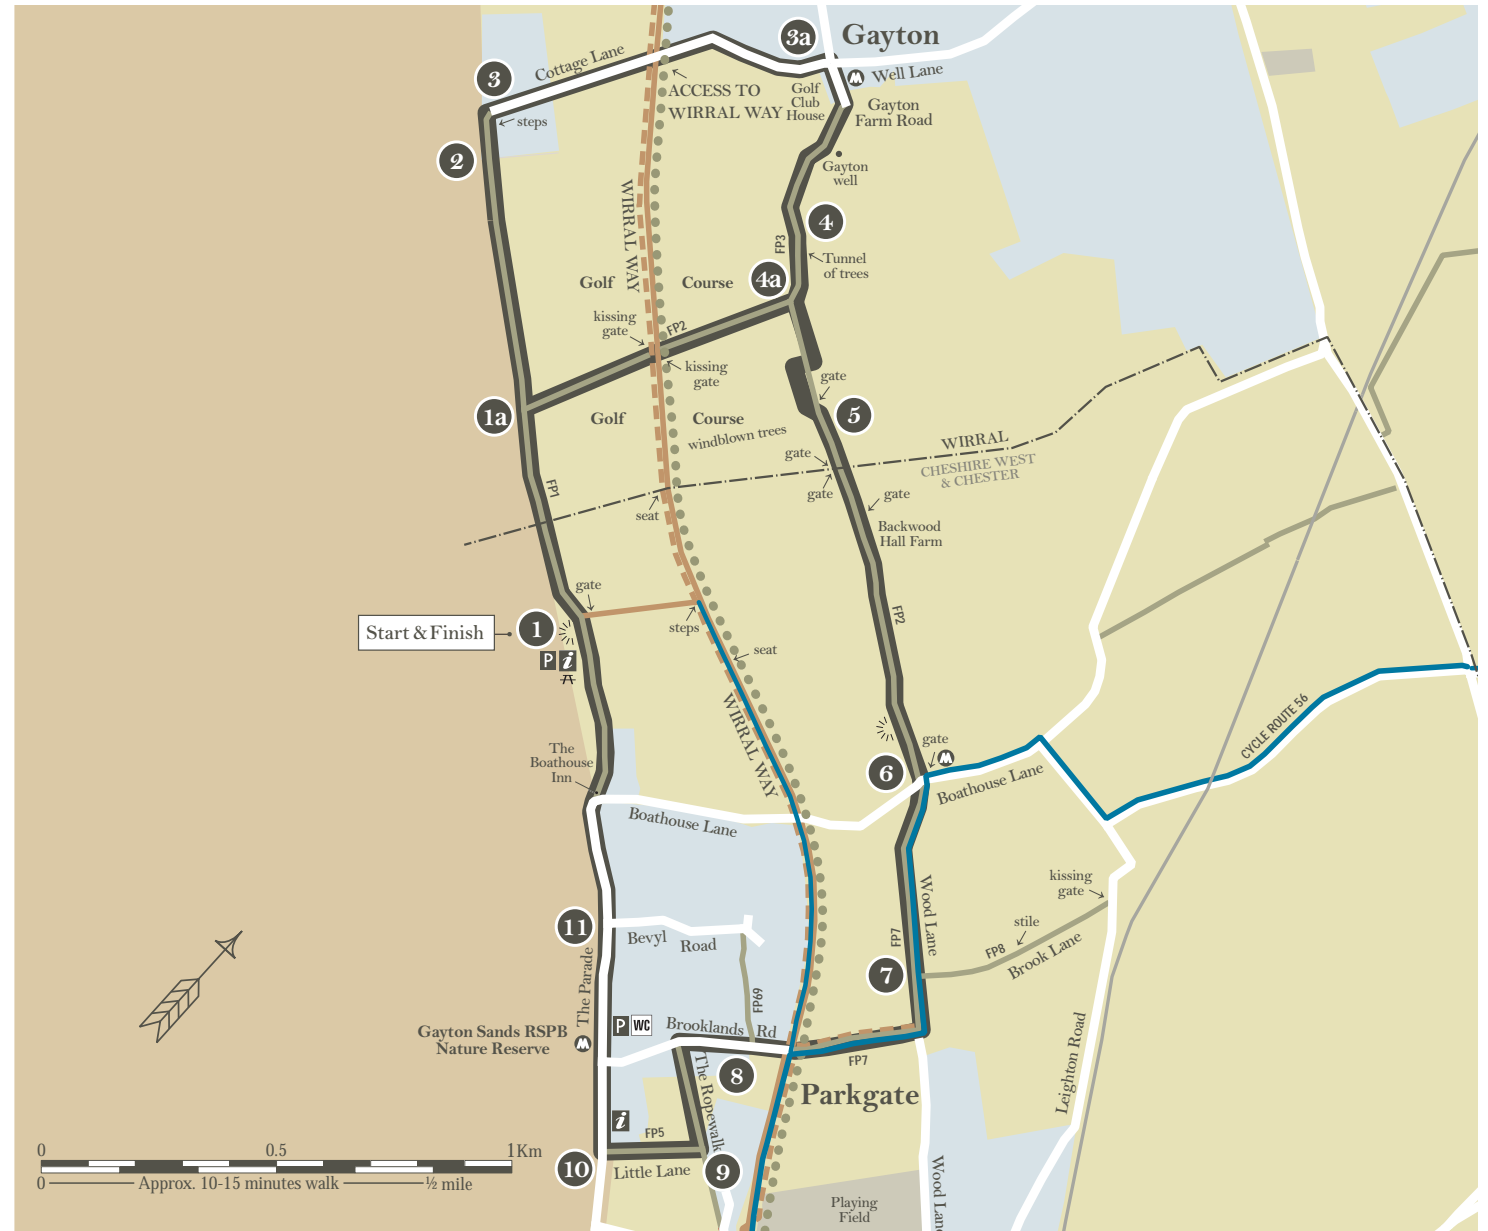 3a
Gayton
3
Cottage Lane
M
Well Lane
ACCESS TO
WIRRAL WAY
Golf
Club
House
Gayton
Farm Road
steps
2
Gayton
well
WIRRAL WAY
4
FP3
Tunnel
of trees
4a
Golf
Course
kissing
gate
FP2
kissing
gate
gate
1a
Golf
Course
windblown trees
5
WIRRAL
CHESHIRE WEST
& CHESTER
gate
gate
gate
FP1
seat
Backwood
Hall Farm
gate
FP2
Start & Finish
1
steps
P
i
seat
WIRRAL WAY
CYCLE ROUTE 56
The
Boathouse
Inn
gate
M
6
Boathouse Lane
Boathouse Lane
Wood Lane
kissing
gate
stile
11
Bevyl
Road
FP7
FP8
Brook Lane
7
The Parade
FP69
Gayton Sands RSPB
Nature Reserve
M
P
WC
Brooklands
Rd
FP7
8
The Ropewalk
Parkgate
Leighton Road
i
FP5
10
Little Lane
9
Wood Lane
Playing
Field
0
0.5
1Km
0
Approx. 10-15 minutes walk
½ mile